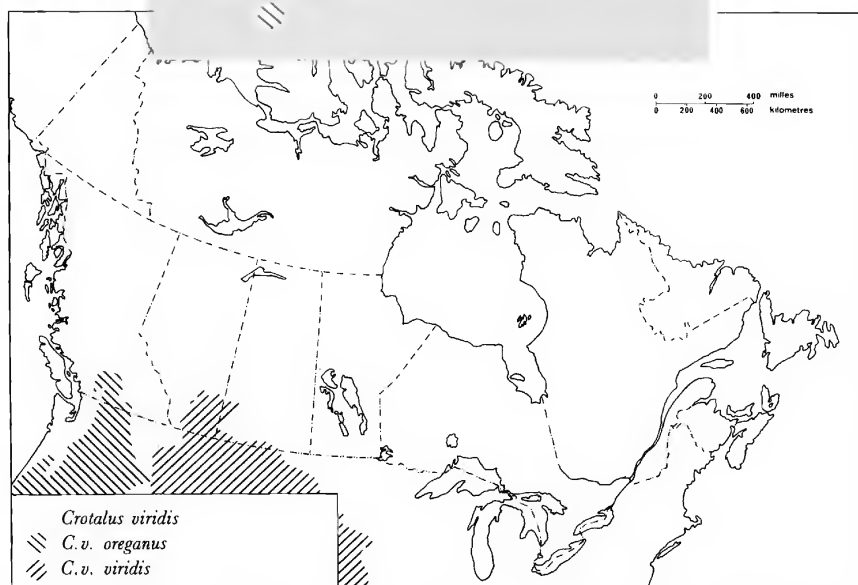 0 200 400 milles
0 200 400 600 kilometres
Crotalus viridis
C.v. oreganus
C.v. viridis